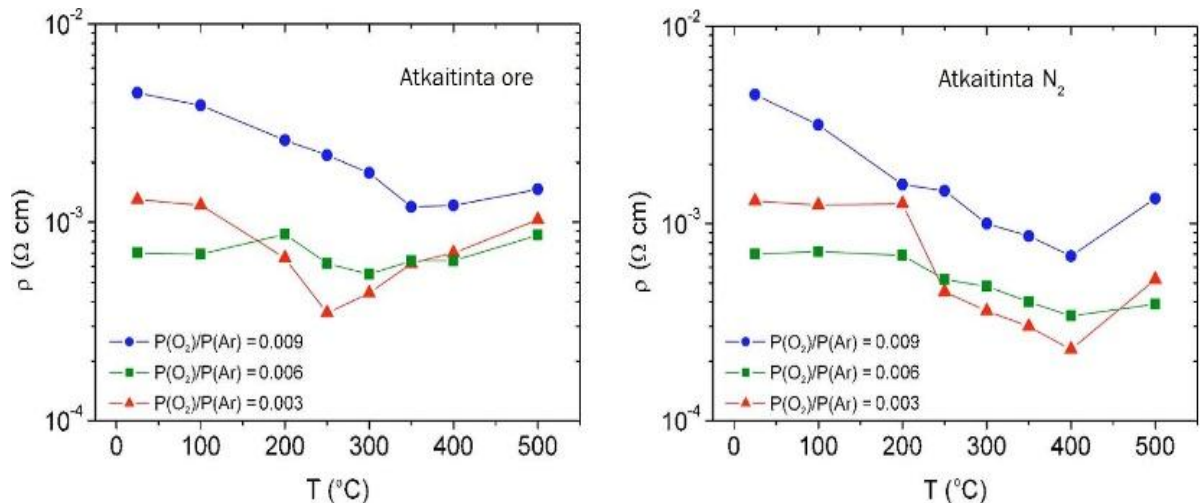 10⁻²
Atkaitinta ore
ρ (Ω cm)
10⁻³
P(O₂)/P(Ar) = 0.009
P(O₂)/P(Ar) = 0.006
P(O₂)/P(Ar) = 0.003
10⁻⁴
0 100 200 300 400 500
T (°C)
10⁻²
Atkaitinta N₂
ρ (Ω cm)
10⁻³
P(O₂)/P(Ar) = 0.009
P(O₂)/P(Ar) = 0.006
P(O₂)/P(Ar) = 0.003
10⁻⁴
0 100 200 300 400 500
T (°C)